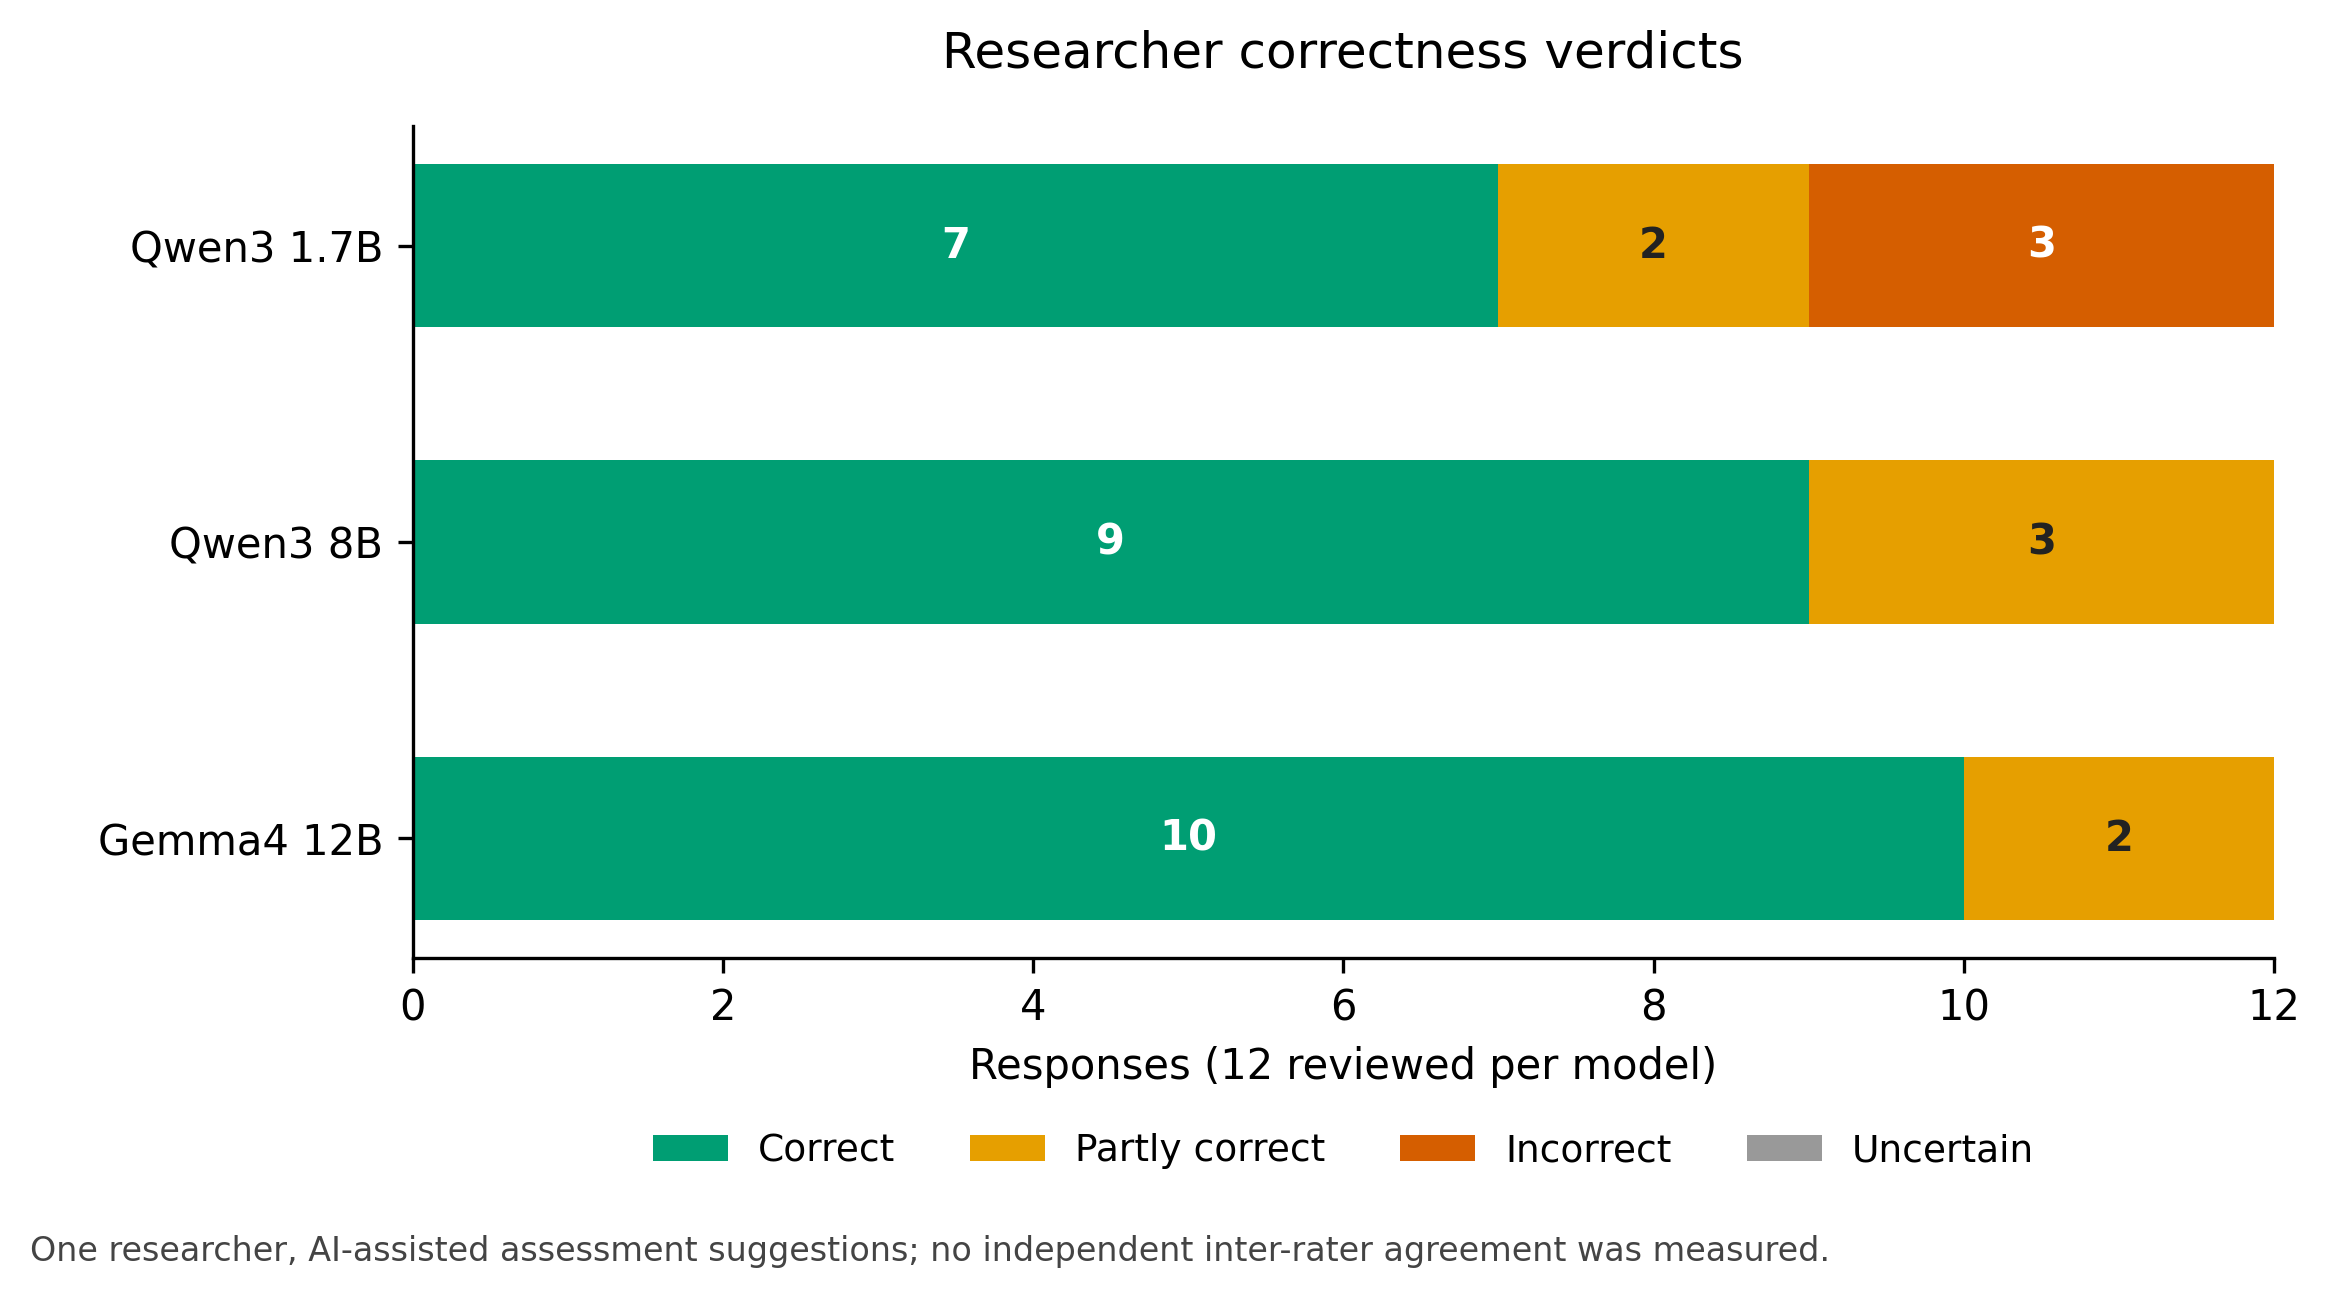 Researcher correctness verdicts
Qwen3 1.7B
7
2
3
Qwen3 8B
9
3
Gemma4 12B
10
2
0 2 4 6 8 10 12
Responses (12 reviewed per model)
Correct Partly correct Incorrect Uncertain
One researcher, AI-assisted assessment suggestions; no independent inter-rater agreement was measured.